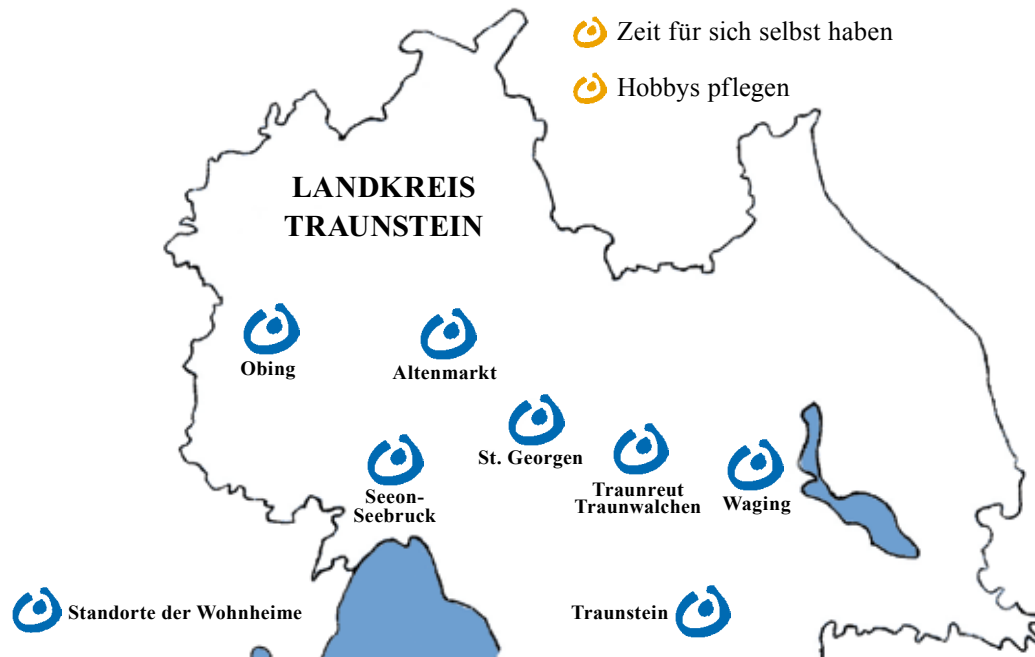 Zeit für sich selbst haben
Hobbys pflegen
LANDKREIS
TRAUNSTEIN
Obing
Altenmarkt
St. Georgen
Seeon-
Seebruck
Traunreut
Traunwalchen
Waging
Standorte der Wohnheime
Traunstein